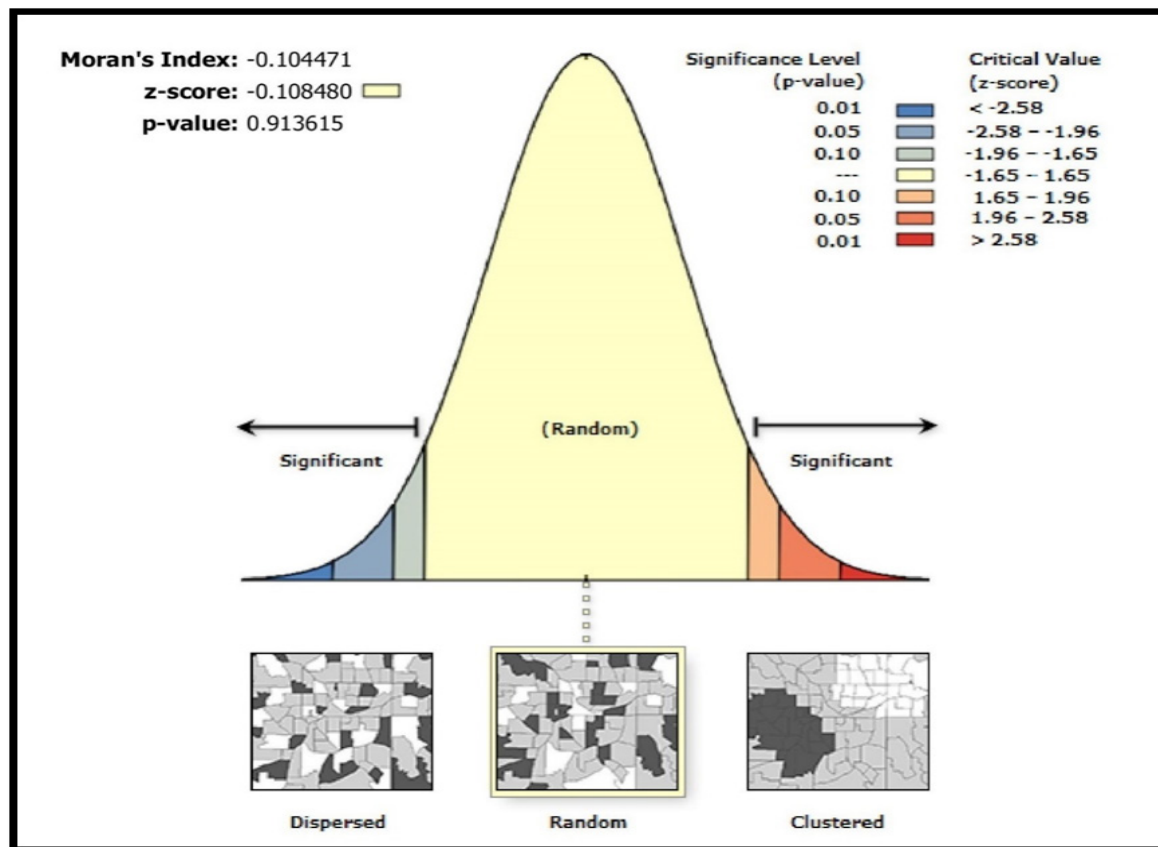 Moran's Index: -0.104471
z-score: -0.108480
p-value: 0.913615
Significance Level (p-value)
Critical Value (z-score)
0.01 < -2.58
0.05 -2.58 – -1.96
0.10 -1.96 – -1.65
--- -1.65 – 1.65
0.10 1.65 – 1.96
0.05 1.96 – 2.58
0.01 > 2.58
(Random)
Significant
Significant
Dispersed
Random
Clustered